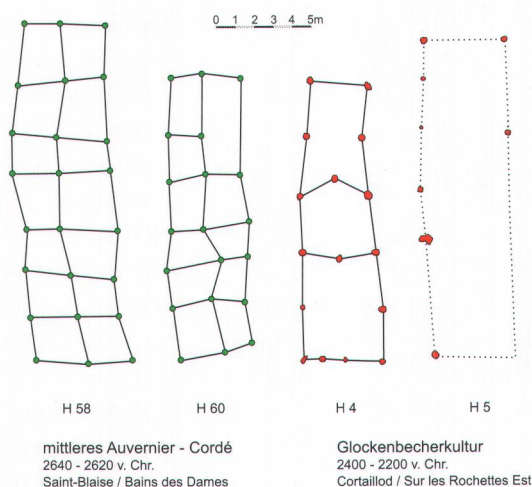 0 1 2 3 4 5m
H 58 H 60 H 4 H 5
mittleres Auvernier - Cordé
2640 - 2620 v. Chr.
Saint-Blaise / Bains des Dames
Glockenbecherkultur
2400 - 2200 v. Chr.
Cortaillod / Sur les Rochettes Est